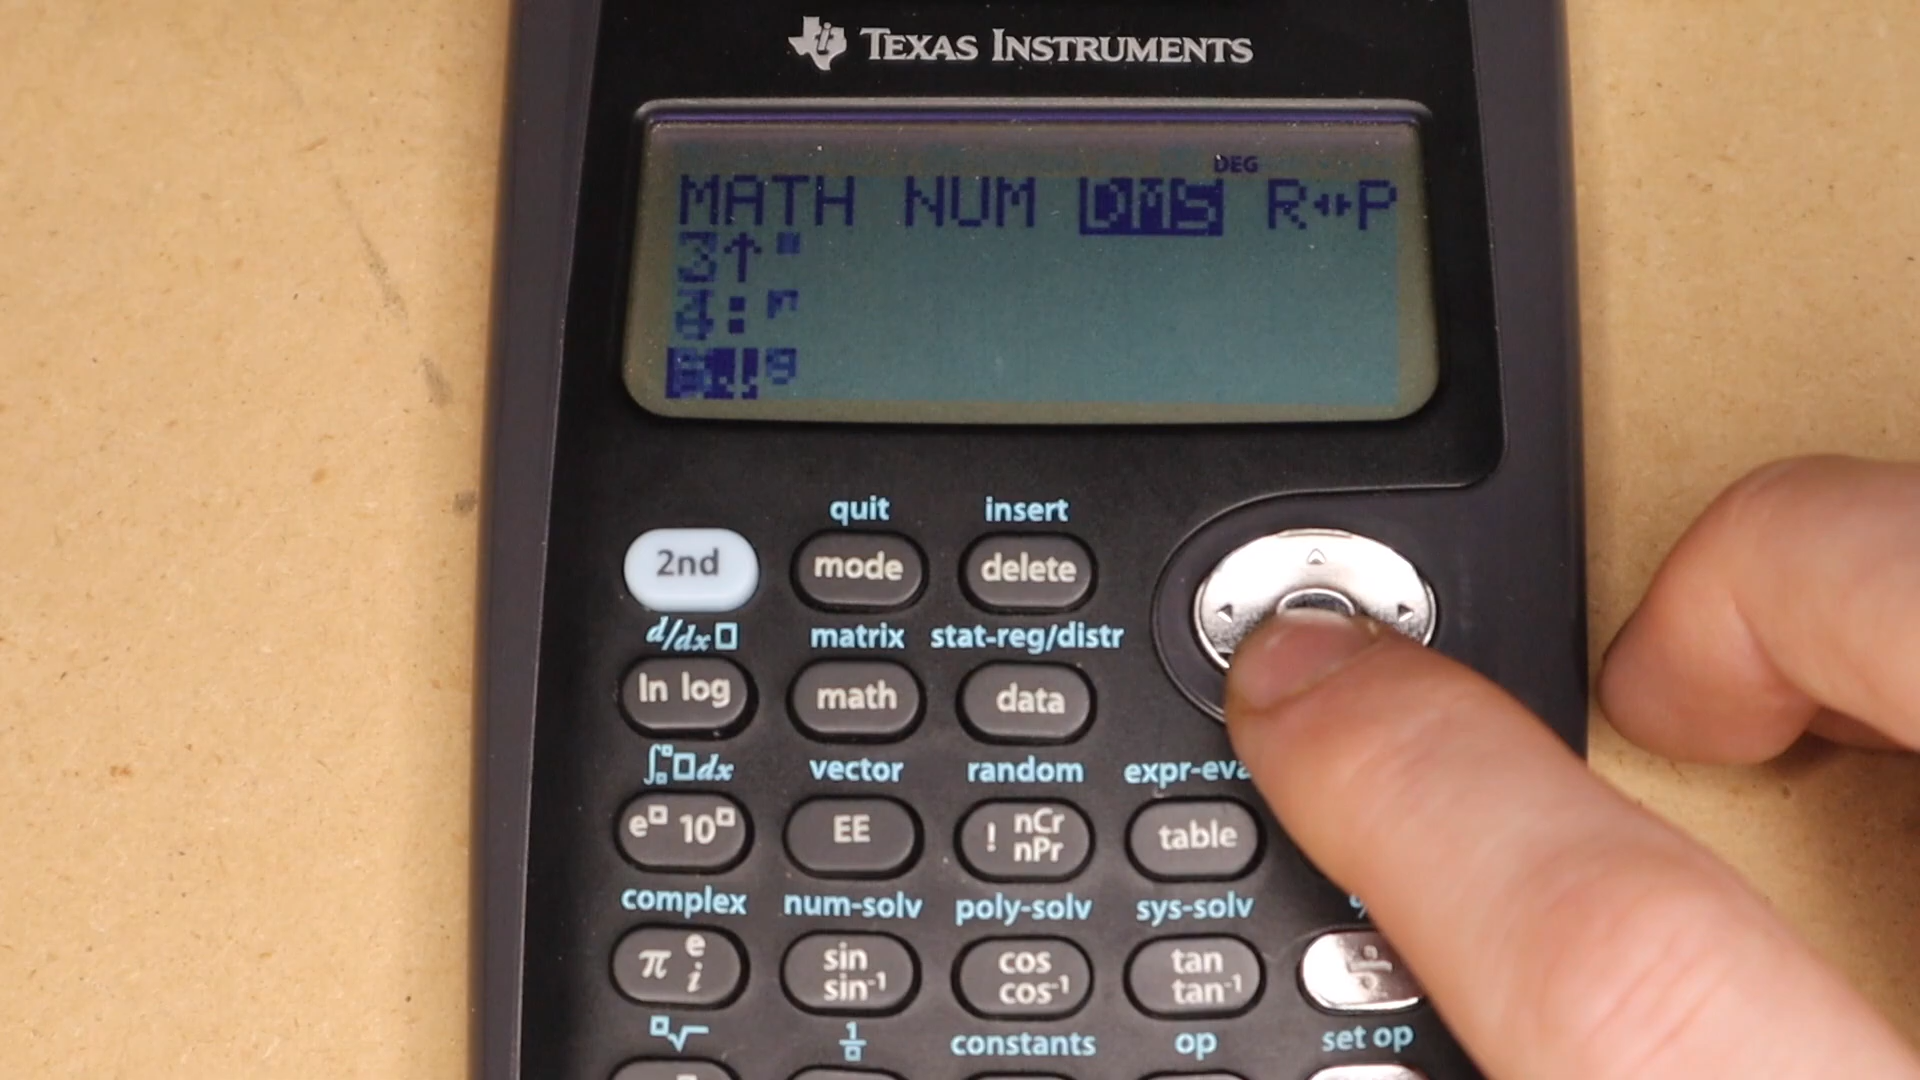 TEXAS INSTRUMENTS
DEG
MATH NUM DMS R↔P
3↑"
4:ʳ
quit insert
2nd mode delete
d/dx□ matrix stat-reg/distr
ln log math data
∫□dx vector random
e□ 10□ EE ! nCr nPr table
complex num-solv poly-solv sys-solv
π e i sin sin-1 cos cos-1 tan tan-1
□√ 1/□ constants op set op